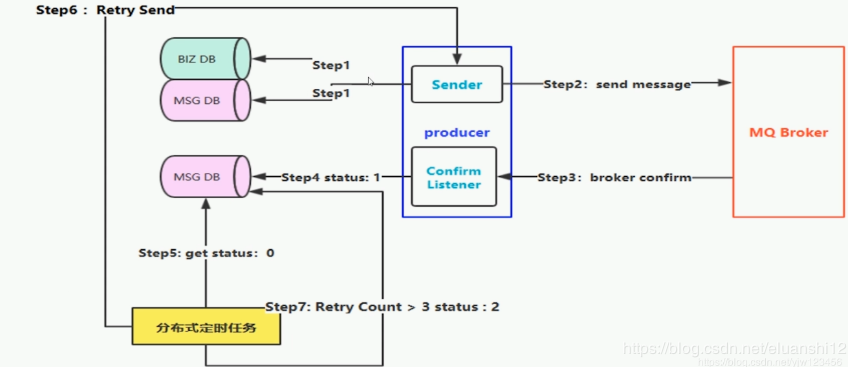 Step6 : Retry Send
BIZ DB
Step1
MSG DB
Step1
Sender
Step2: send message
producer
MQ Broker
MSG DB
Step4 status: 1
Confirm
Listener
Step3: broker confirm
Step5: get status: 0
Step7: Retry Count > 3 status : 2
分布式定时任务
https://blog.csdn.net/eluanshi12